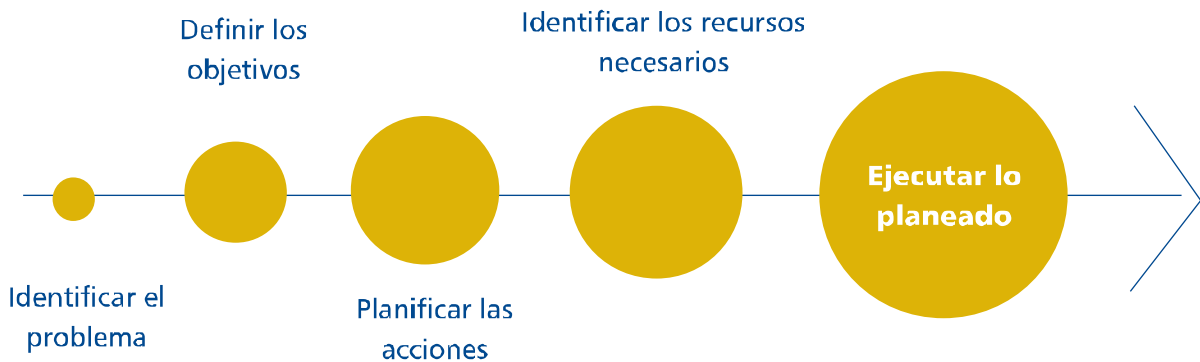 Identificar el
problema
Definir los
objetivos
Planificar las
acciones
Identificar los recursos
necesarios
Ejecutar lo
planeado